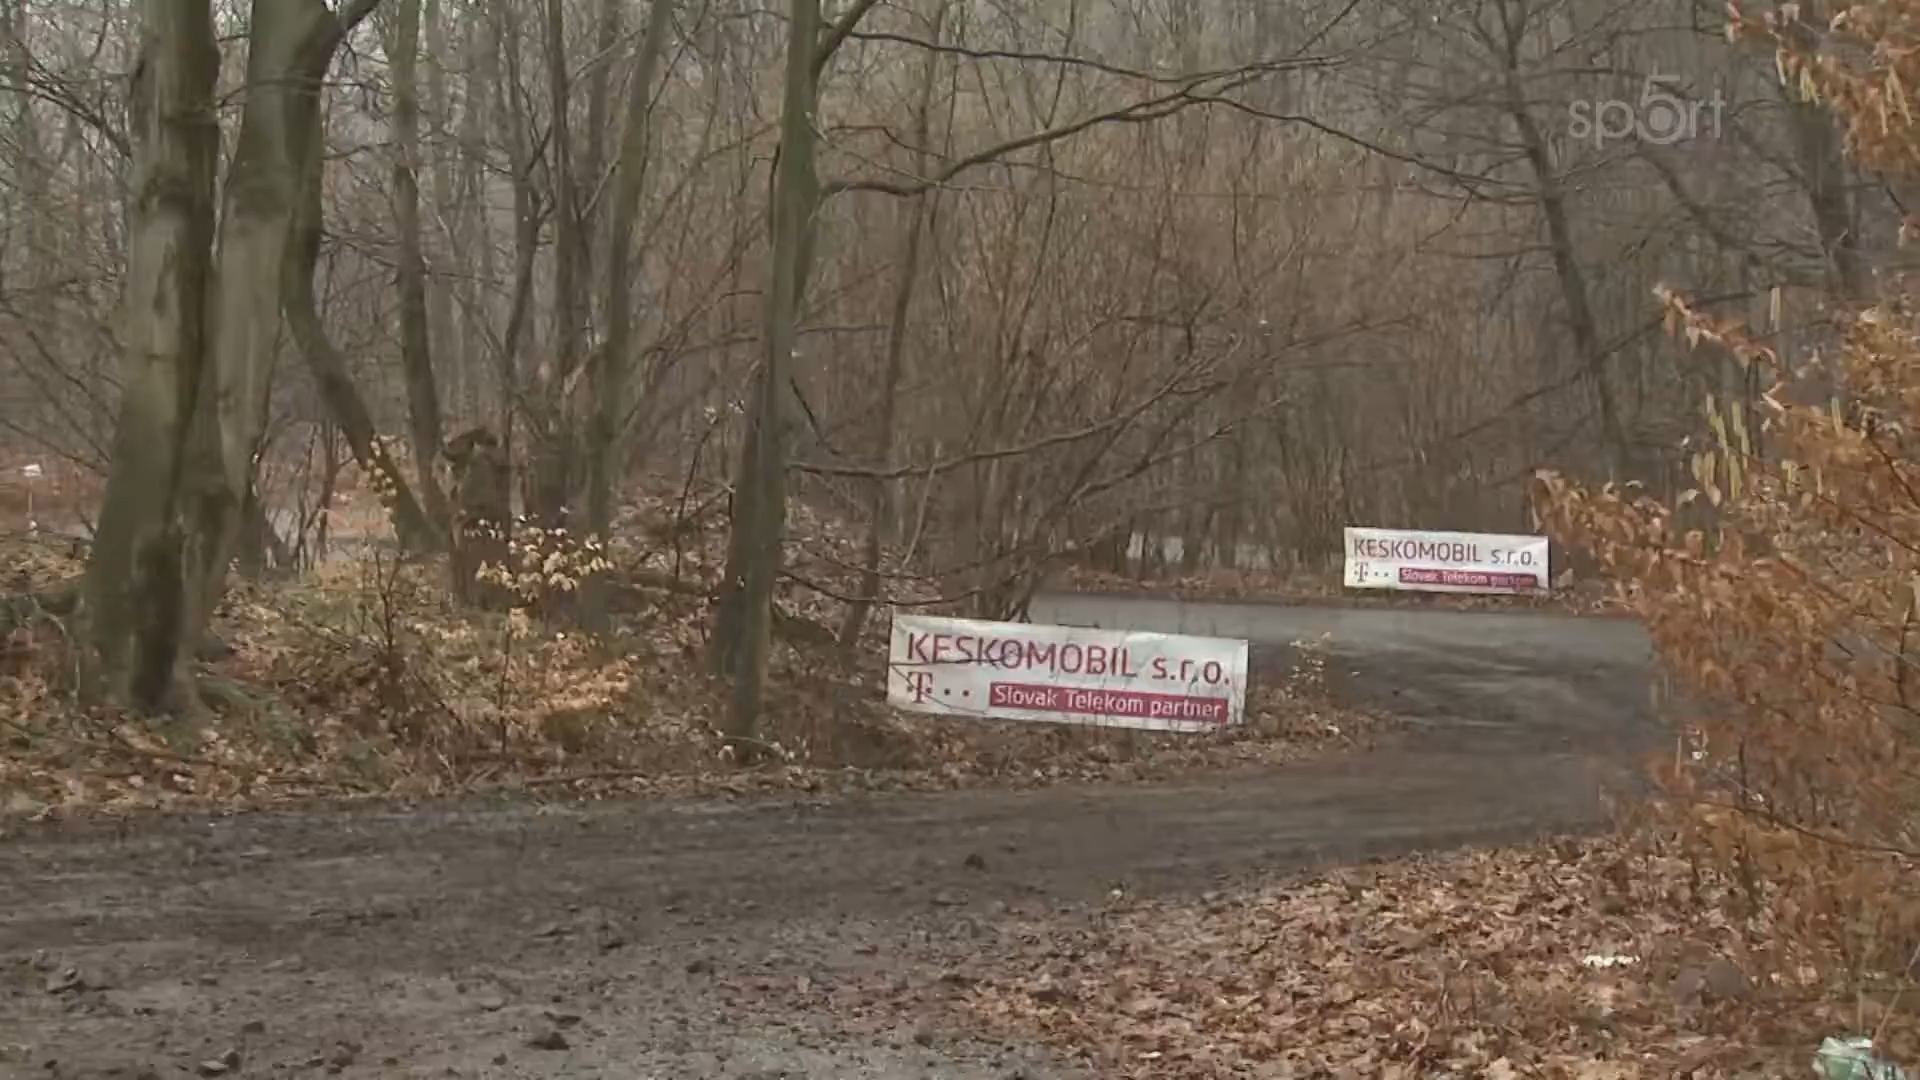 sp5rt
KESKOMOBIL s.r.o.
T··
Slovak Telekom partner
KESKOMOBIL s.r.o.
T··
Slovak Telekom partner